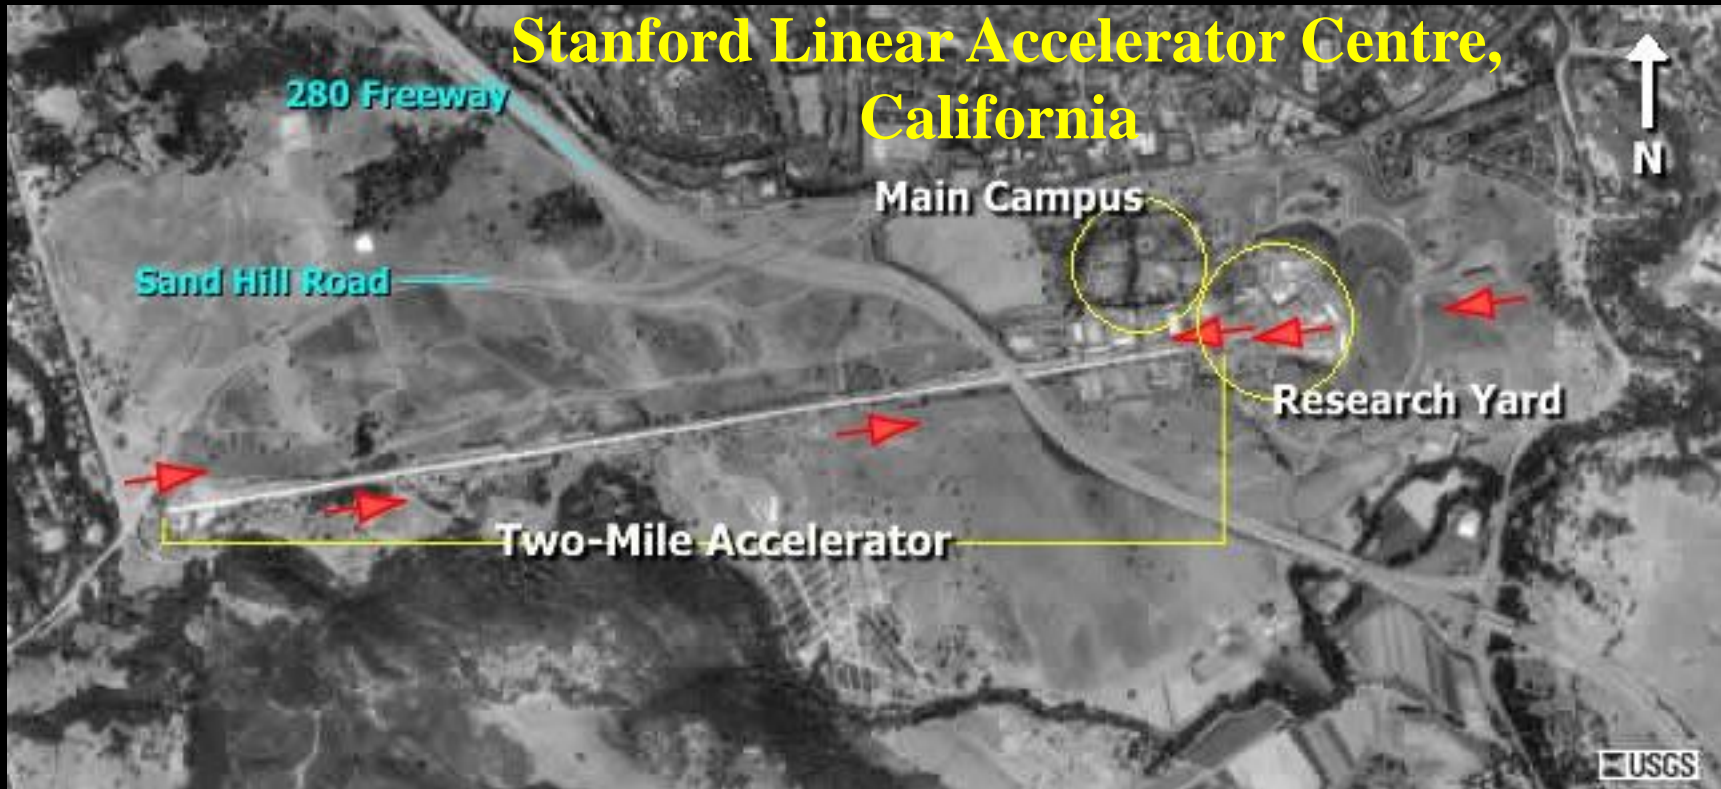 Stanford Linear Accelerator Centre,
California
280 Freeway
N
Main Campus
Sand Hill Road
Research Yard
Two-Mile Accelerator
USGS